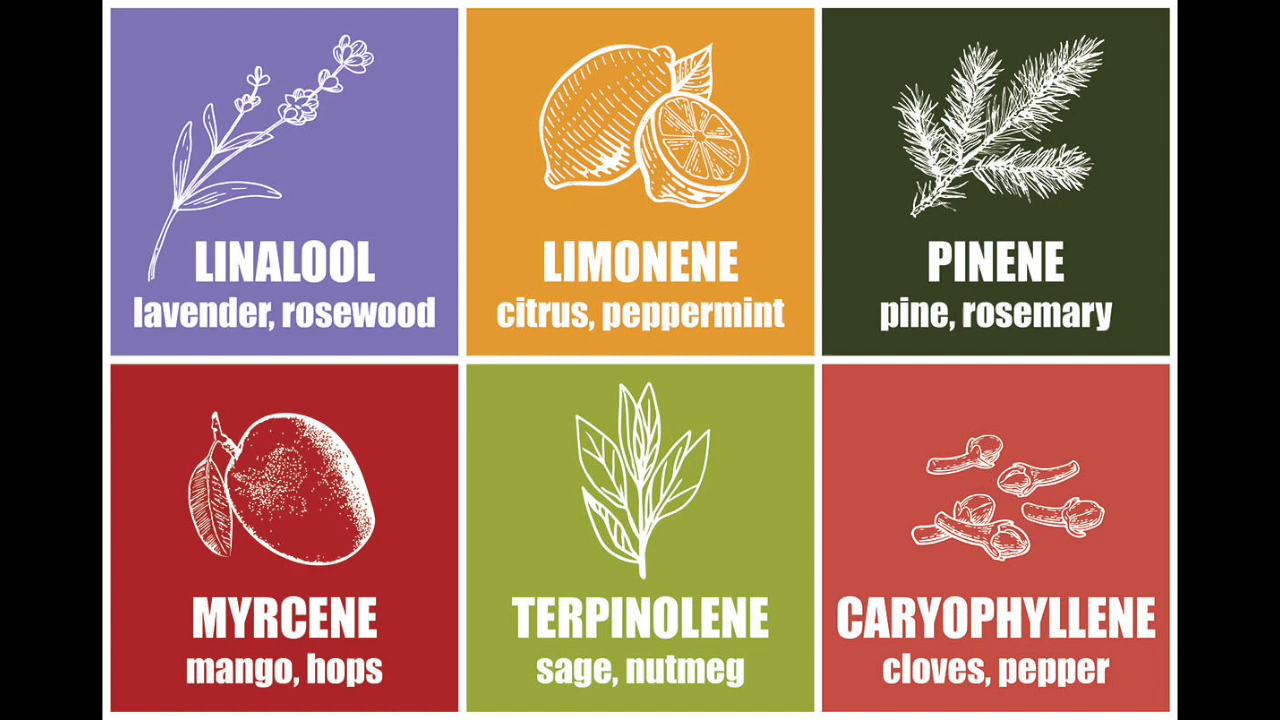 LINALOOL
lavender, rosewood
LIMONENE
citrus, peppermint
PINENE
pine, rosemary
MYRCENE
mango, hops
TERPINOLENE
sage, nutmeg
CARYOPHYLLENE
cloves, pepper